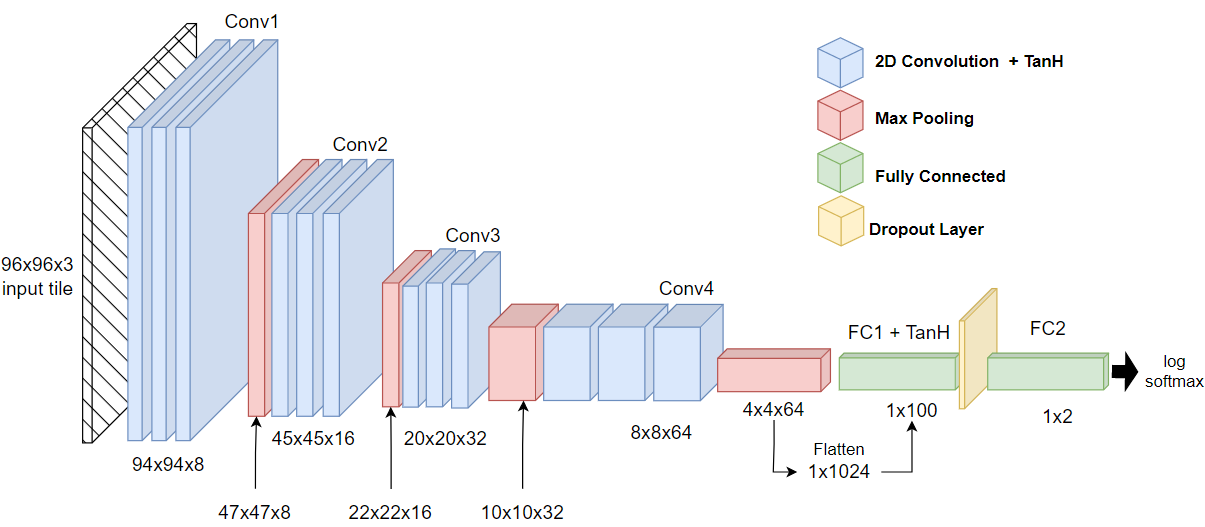 Conv1
2D Convolution + TanH
Max Pooling
Fully Connected
Dropout Layer
Conv2
Conv3
96x96x3
input tile
Conv4
FC1 + TanH
FC2
log
softmax
4x4x64
1x100
1x2
94x94x8
45x45x16
20x20x32
8x8x64
Flatten
1x1024
47x47x8
22x22x16
10x10x32